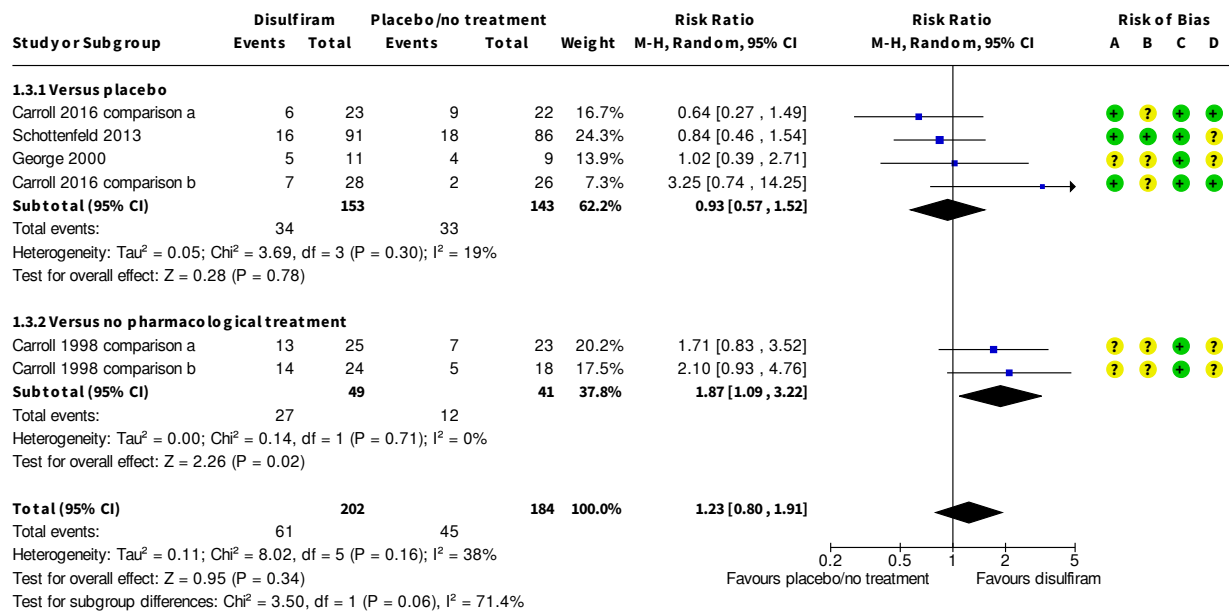 Disulfiram Placebo/no treatment Risk Ratio Risk Ratio Risk of Bias
Study or Subgroup Events Total Events Total Weight M-H, Random, 95% CI M-H, Random, 95% CI A B C D
1.3.1 Versus placebo
Carroll 2016 comparison a 6 23 9 22 16.7% 0.64 [0.27 , 1.49] + ? + +
Schottenfeld 2013 16 91 18 86 24.3% 0.84 [0.46 , 1.54] + + + ?
George 2000 5 11 4 9 13.9% 1.02 [0.39 , 2.71] ? ? + ?
Carroll 2016 comparison b 7 28 2 26 7.3% 3.25 [0.74 , 14.25] + ? + +
Subtotal (95% CI) 153 143 62.2% 0.93 [0.57 , 1.52]
Total events: 34 33
Heterogeneity: Tau² = 0.05; Chi² = 3.69, df = 3 (P = 0.30); I² = 19%
Test for overall effect: Z = 0.28 (P = 0.78)
1.3.2 Versus no pharmacological treatment
Carroll 1998 comparison a 13 25 7 23 20.2% 1.71 [0.83 , 3.52] ? ? + ?
Carroll 1998 comparison b 14 24 5 18 17.5% 2.10 [0.93 , 4.76] ? ? + ?
Subtotal (95% CI) 49 41 37.8% 1.87 [1.09 , 3.22]
Total events: 27 12
Heterogeneity: Tau² = 0.00; Chi² = 0.14, df = 1 (P = 0.71); I² = 0%
Test for overall effect: Z = 2.26 (P = 0.02)
Total (95% CI) 202 184 100.0% 1.23 [0.80 , 1.91]
Total events: 61 45
Heterogeneity: Tau² = 0.11; Chi² = 8.02, df = 5 (P = 0.16); I² = 38%
0.2 0.5 1 2 5
Test for overall effect: Z = 0.95 (P = 0.34)
Favours placebo/no treatment Favours disulfiram
Test for subgroup differences: Chi² = 3.50, df = 1 (P = 0.06), I² = 71.4%